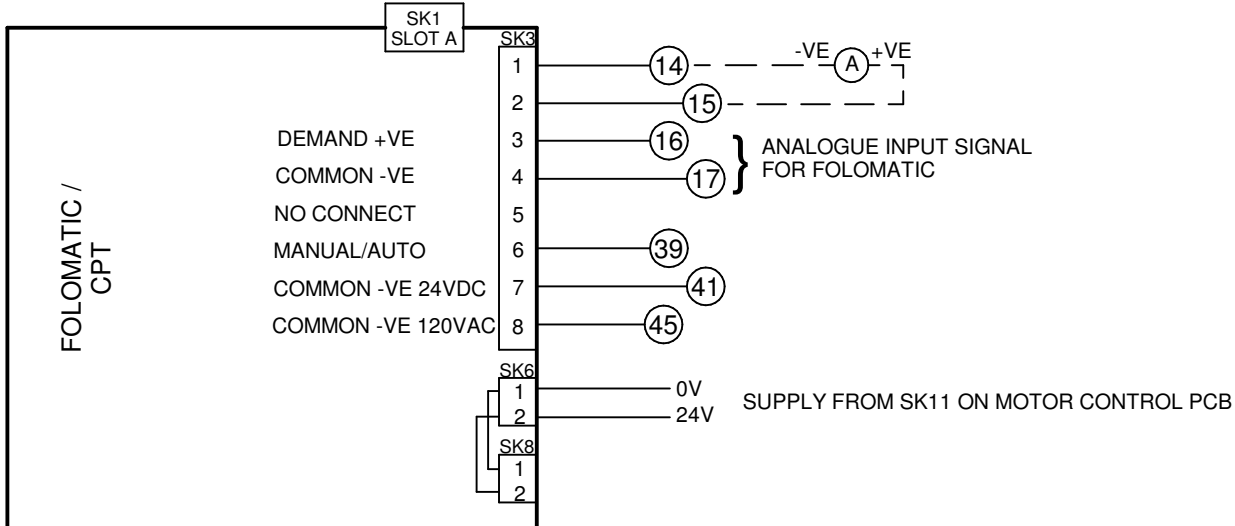 SK1
SLOT A
SK3
1
14
-VE
A
+VE
2
15
DEMAND +VE
3
16
COMMON -VE
4
17
}
ANALOGUE INPUT SIGNAL
FOR FOLOMATIC
NO CONNECT
5
MANUAL/AUTO
6
39
COMMON -VE 24VDC
7
41
COMMON -VE 120VAC
8
45
FOLOMATIC /
CPT
SK6
1
0V
2
24V
SUPPLY FROM SK11 ON MOTOR CONTROL PCB
SK8
1
2